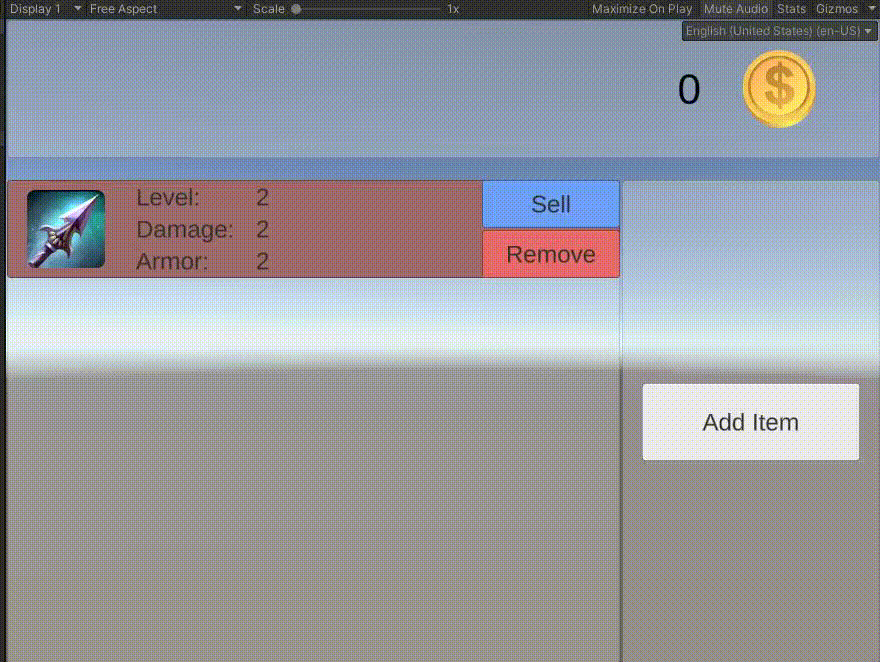 Display 1 Free Aspect Scale 1x Maximize On Play Mute Audio Stats Gizmos
English (United States) (en-US)
0 $
Level: 2
Damage: 2
Armor: 2
Sell
Remove
Add Item